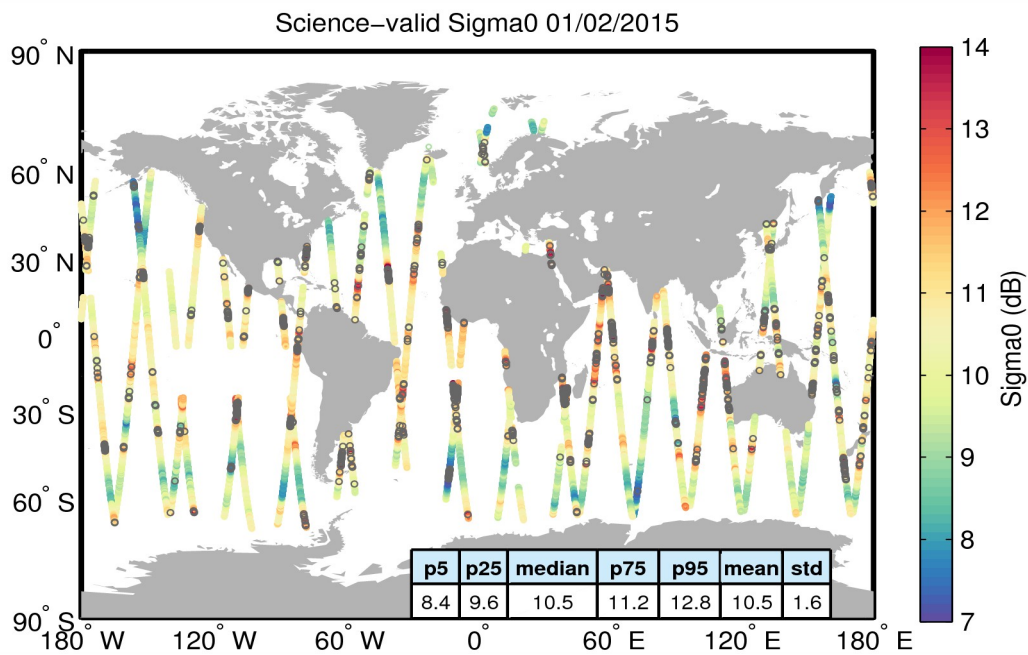 Science−valid Sigma0 01/02/2015
90° N
60° N
30° N
0°
30° S
60° S
90° S
180° W
120° W
60° W
0°
60° E
120° E
180° E
p5 p25 median p75 p95 mean std
8.4 9.6 10.5 11.2 12.8 10.5 1.6
14
13
12
11
10
9
8
7
Sigma0 (dB)